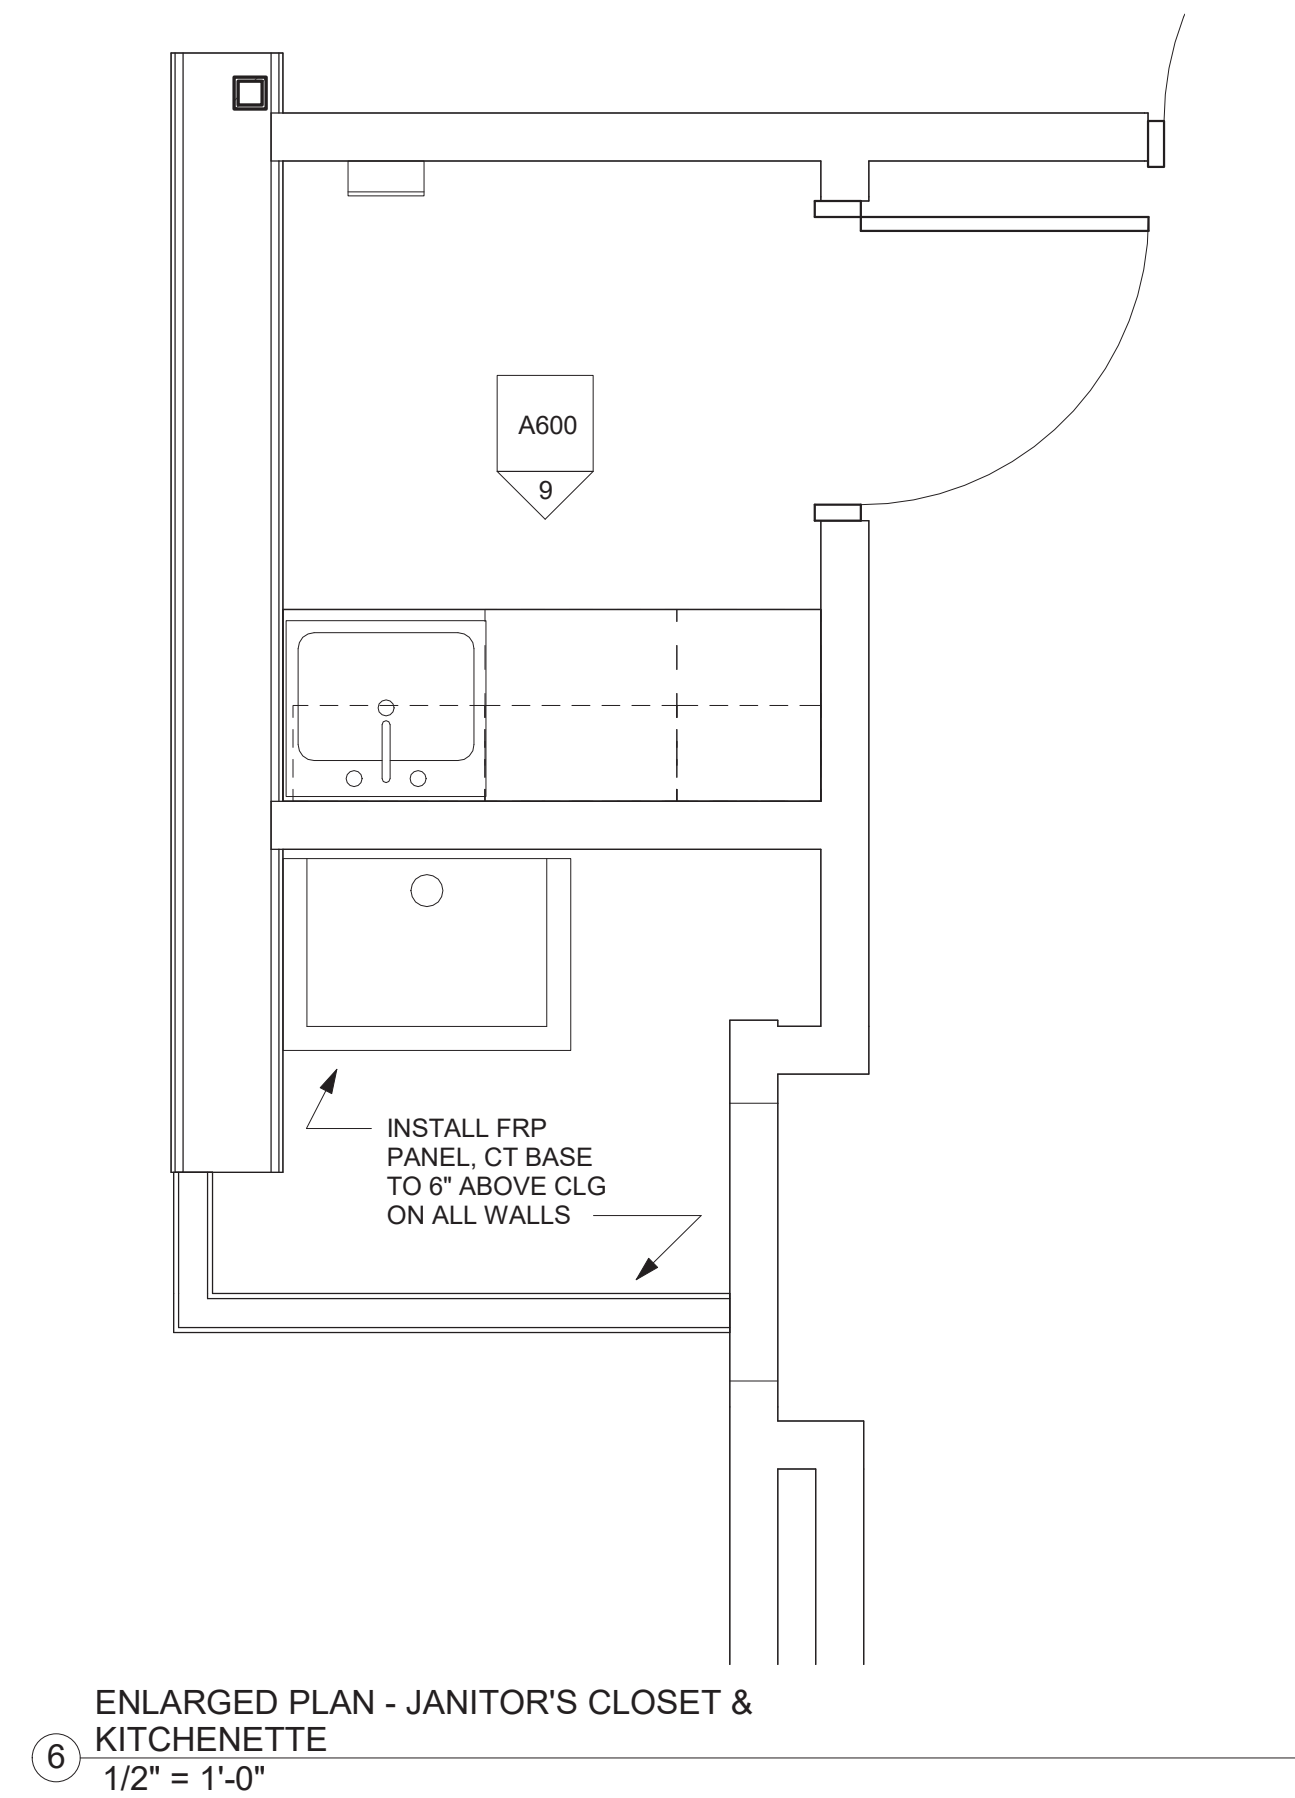 A600
9
INSTALL FRP
PANEL, CT BASE
TO 6" ABOVE CLG
ON ALL WALLS
ENLARGED PLAN - JANITOR'S CLOSET &
KITCHENETTE
6
1/2" = 1'-0"